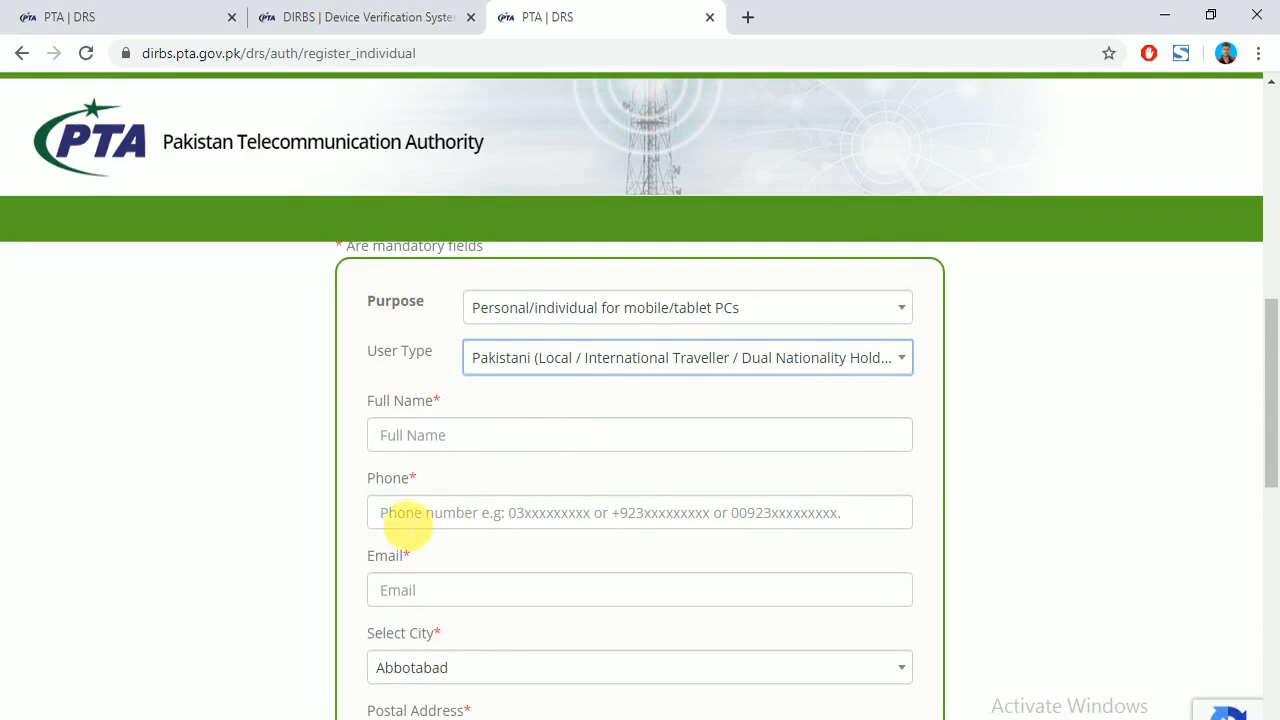 PTA | DRS
DIRBS | Device Verification Syste
PTA | DRS
dirbs.pta.gov.pk/drs/auth/register_individual
PTA
Pakistan Telecommunication Authority
* Are mandatory fields
Purpose
Personal/individual for mobile/tablet PCs
User Type
Pakistani (Local / International Traveller / Dual Nationality Hold...
Full Name*
Full Name
Phone*
Phone number e.g: 03xxxxxxxxx or +923xxxxxxxxx or 00923xxxxxxxxx.
Email*
Email
Select City*
Abbotabad
Postal Address*
Activate Windows